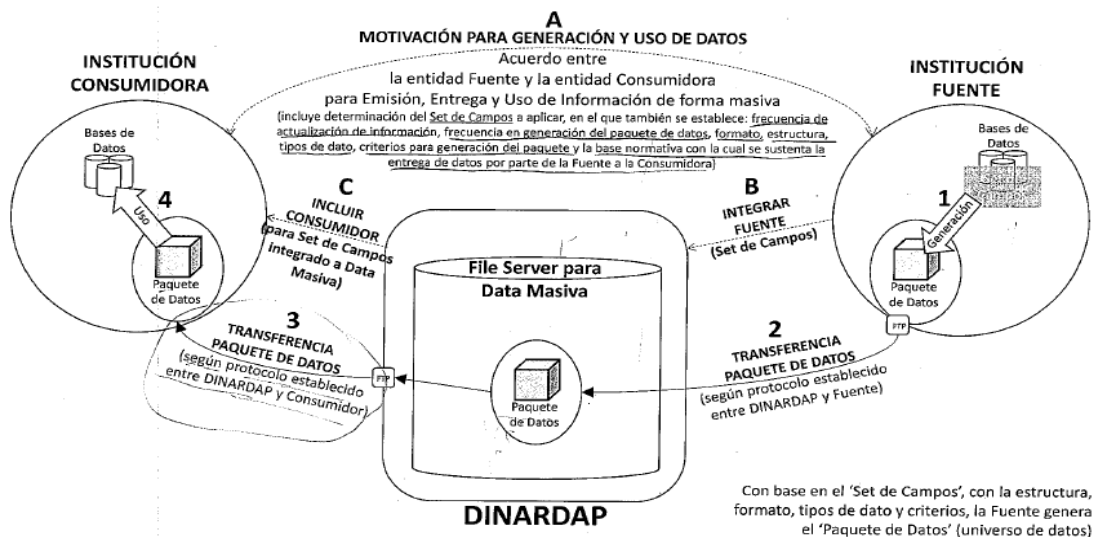 A
MOTIVACIÓN PARA GENERACIÓN Y USO DE DATOS
Acuerdo entre
la entidad Fuente y la entidad Consumidora
para Emisión, Entrega y Uso de Información de forma masiva
(incluye determinación del Set de Campos a aplicar, en el que también se establece: frecuencia de
actualización de información, frecuencia en generación del paquete de datos, formato, estructura,
tipos de dato, criterios para generación del paquete y la base normativa con la cual se sustenta la
entrega de datos por parte de la Fuente a la Consumidora)
INSTITUCIÓN
CONSUMIDORA
Bases de
Datos
4
Uso
Paquete
de Datos
INSTITUCIÓN
FUENTE
Bases de
Datos
1
Generación
Paquete
de Datos
FTP
C
INCLUIR
CONSUMIDOR
(para Set de Campos
integrado a Data
Masiva)
B
INTEGRAR
FUENTE
(Set de Campos)
File Server para
Data Masiva
Paquete
de Datos
3
TRANSFERENCIA
PAQUETE DE DATOS
(según protocolo establecido
entre DINARDAP y Consumidor)
FTP
2
TRANSFERENCIA
PAQUETE DE DATOS
(según protocolo establecido
entre DINARDAP y Fuente)
DINARDAP
Con base en el 'Set de Campos', con la estructura,
formato, tipos de dato y criterios, la Fuente genera
el 'Paquete de Datos' (universo de datos)